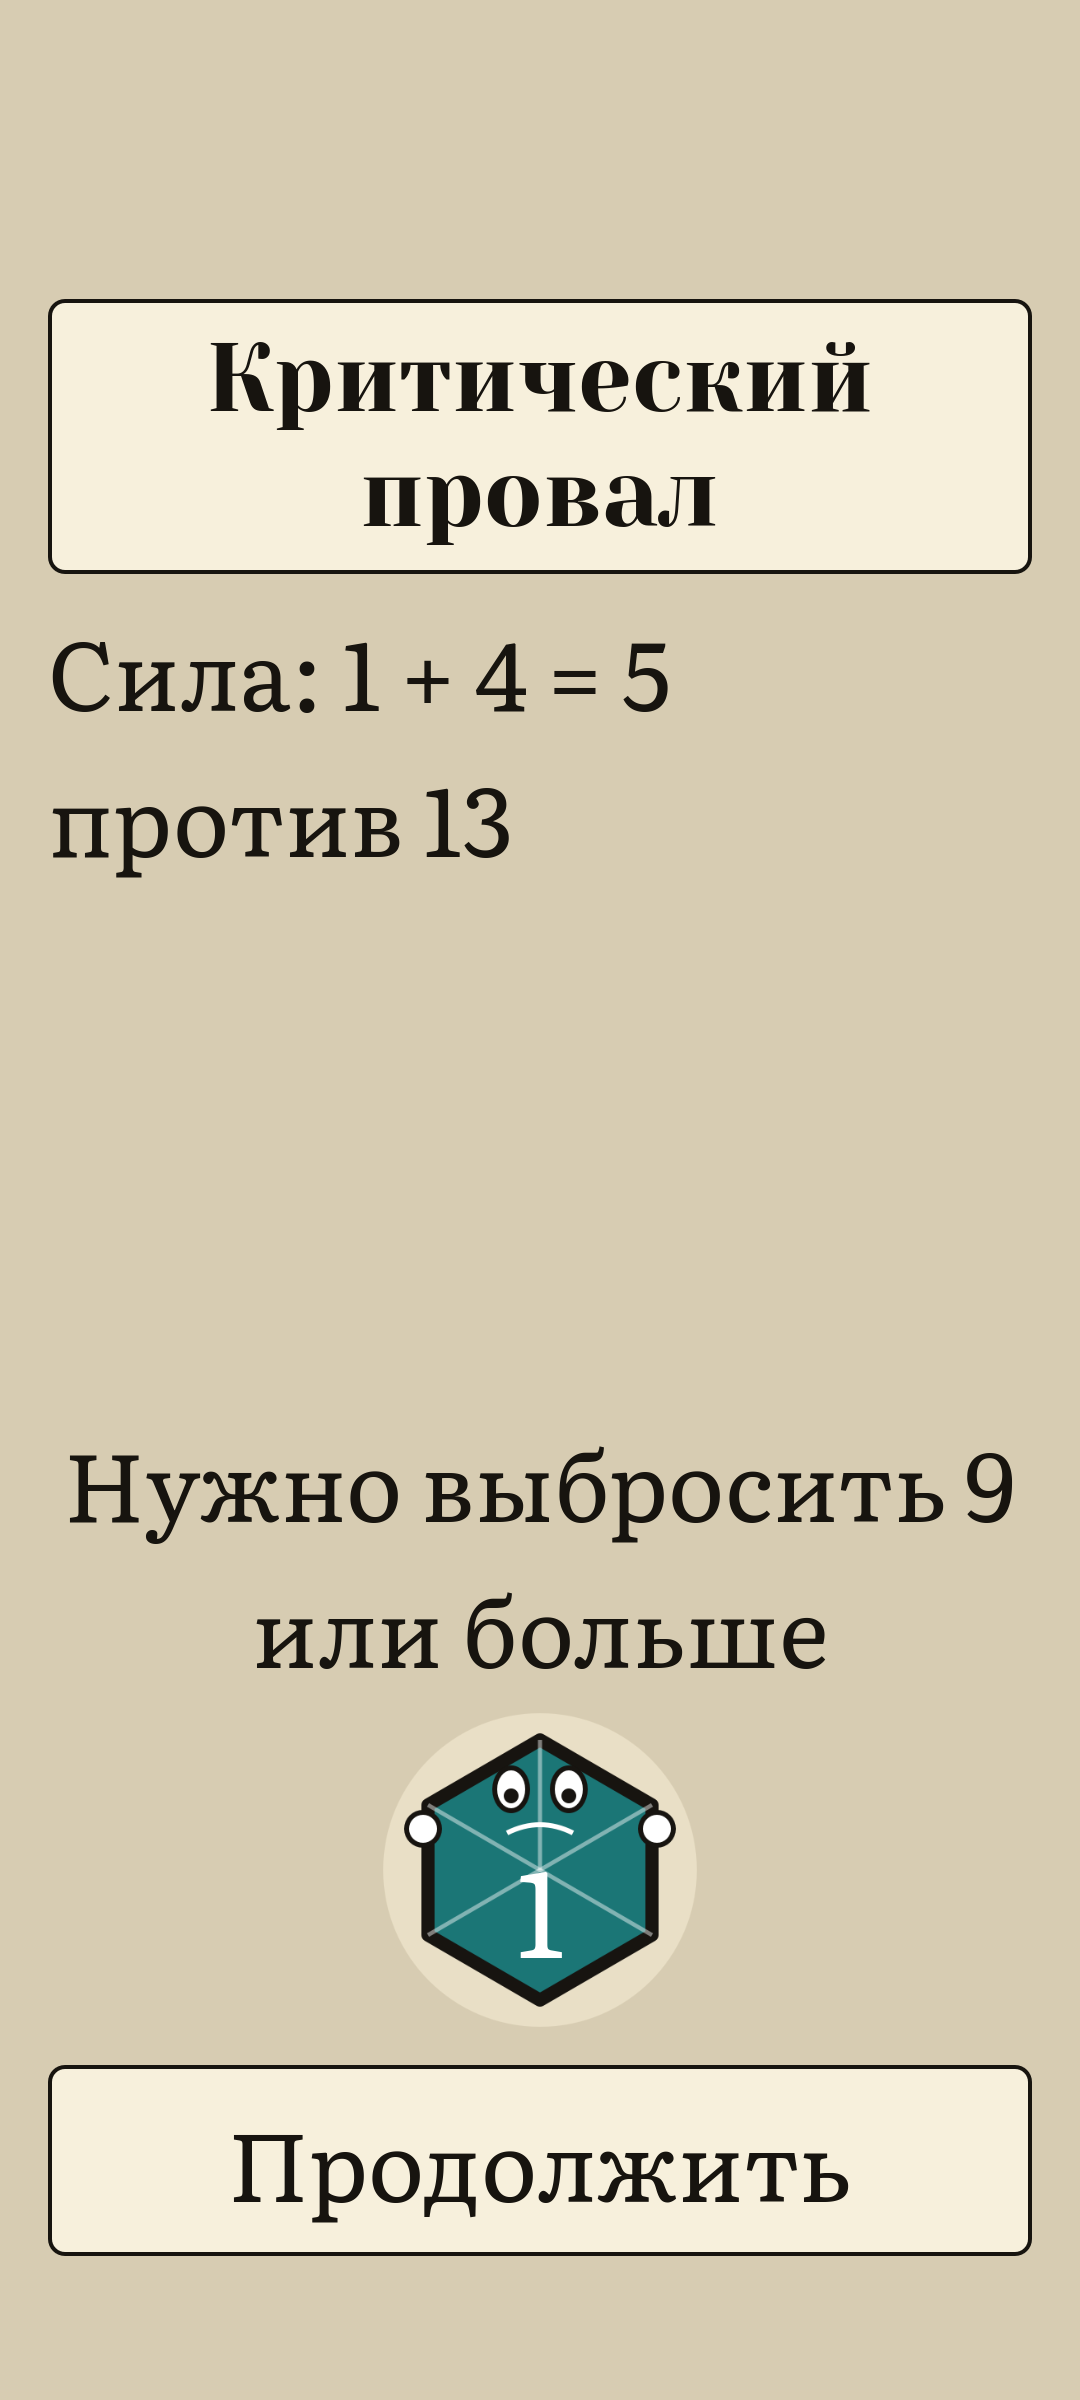 Критический
провал
Сила: 1 + 4 = 5
против 13
Нужно выбросить 9
или больше
1
Продолжить